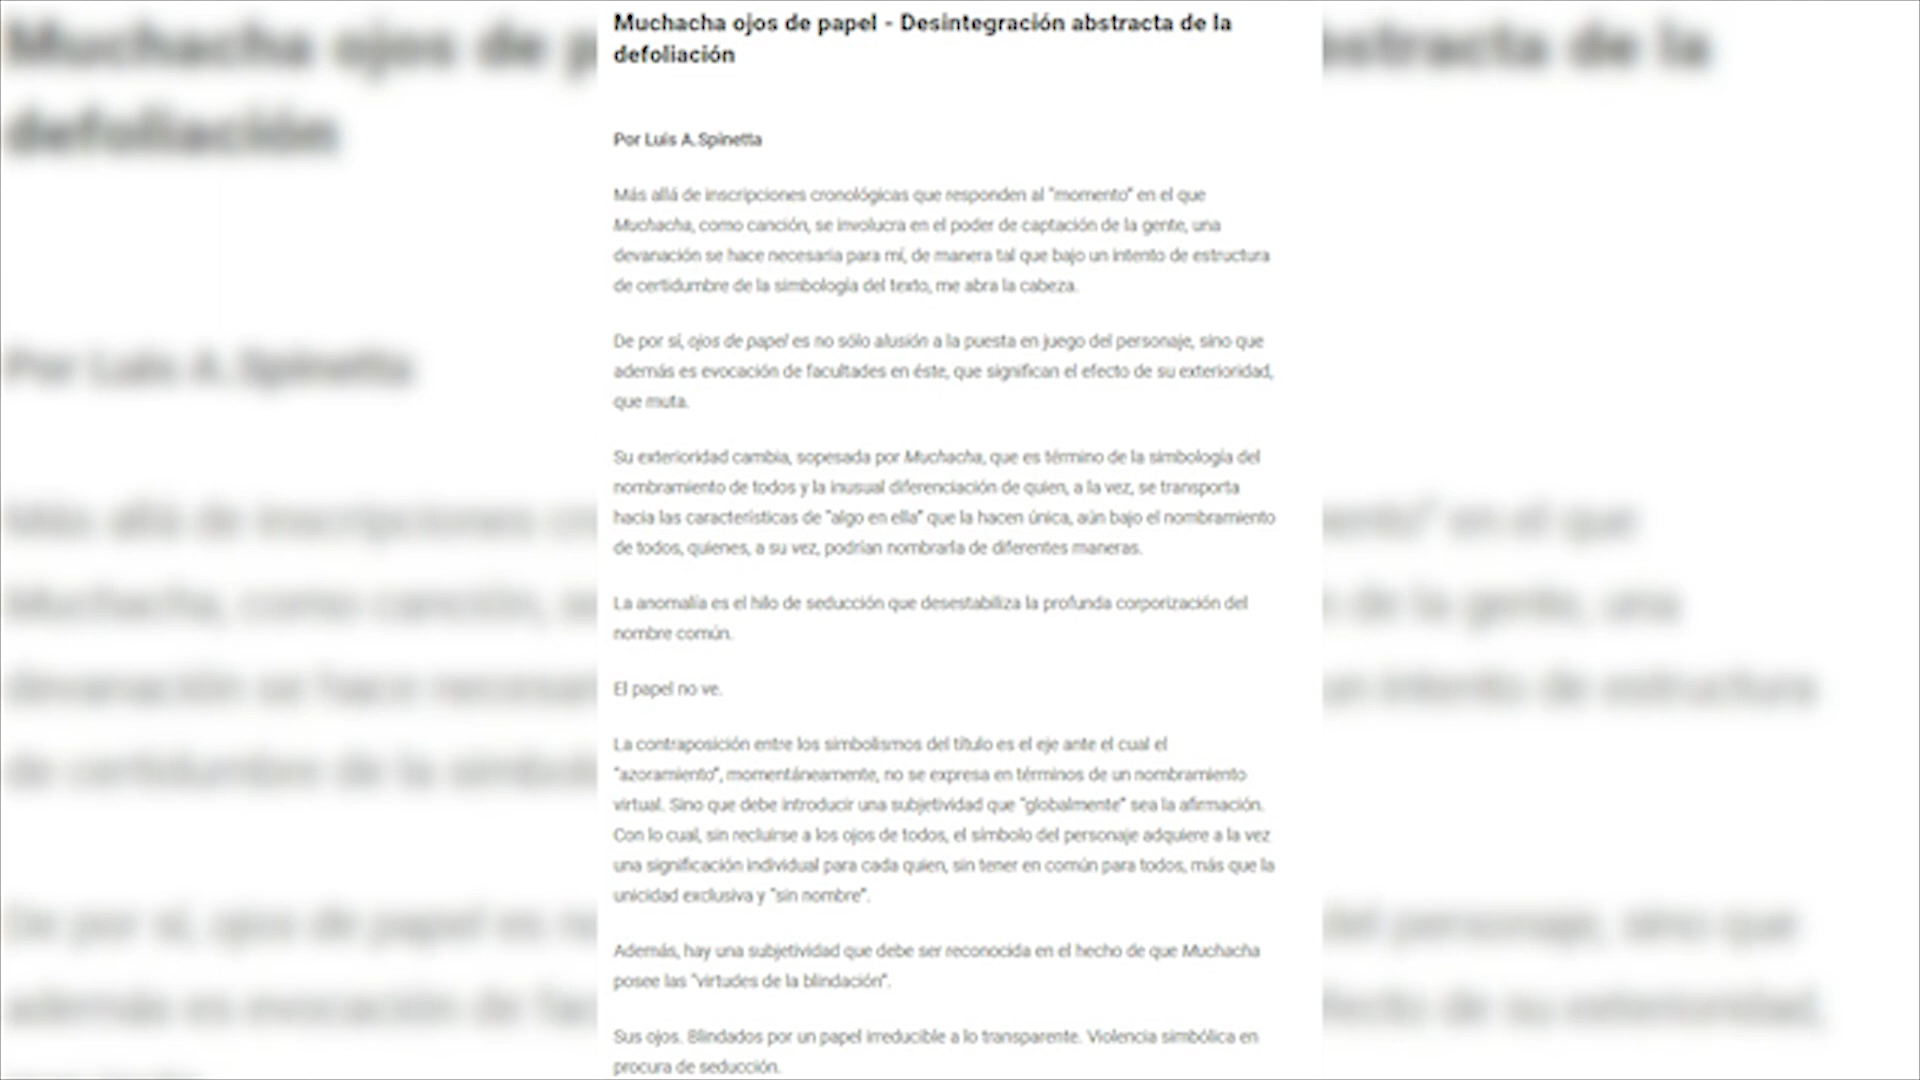 Muchacha ojos de papel - Desintegración abstracta de la
defoliación
Por Luis A.Spinetta
Más allá de inscripciones cronológicas que responden al "momento" en el que
Muchacha, como canción, se involucra en el poder de captación de la gente, una
devanación se hace necesaria para mí, de manera tal que bajo un intento de estructura
de certidumbre de la simbología del texto, me abra la cabeza.
De por sí, ojos de papel es no sólo alusión a la puesta en juego del personaje, sino que
además es evocación de facultades en éste, que significan el efecto de su exterioridad,
que muta.
Su exterioridad cambia, sopesada por Muchacha, que es término de la simbología del
nombramiento de todos y la inusual diferenciación de quien, a la vez, se transporta
hacia las características de "algo en ella" que la hacen única, aún bajo el nombramiento
de todos, quienes, a su vez, podrían nombrarla de diferentes maneras.
La anomalía es el hilo de seducción que desestabiliza la profunda corporización del
nombre común.
El papel no ve.
La contraposición entre los simbolismos del título es el eje ante el cual el
"azoramiento", momentáneamente, no se expresa en términos de un nombramiento
virtual. Sino que debe introducir una subjetividad que "globalmente" sea la afirmación.
Con lo cual, sin recluirse a los ojos de todos, el símbolo del personaje adquiere a la vez
una significación individual para cada quien, sin tener en común para todos, más que la
unicidad exclusiva y "sin nombre".
Además, hay una subjetividad que debe ser reconocida en el hecho de que Muchacha
posee las "virtudes de la blindación".
Sus ojos. Blindados por un papel irreducible a lo transparente. Violencia simbólica en
procura de seducción.